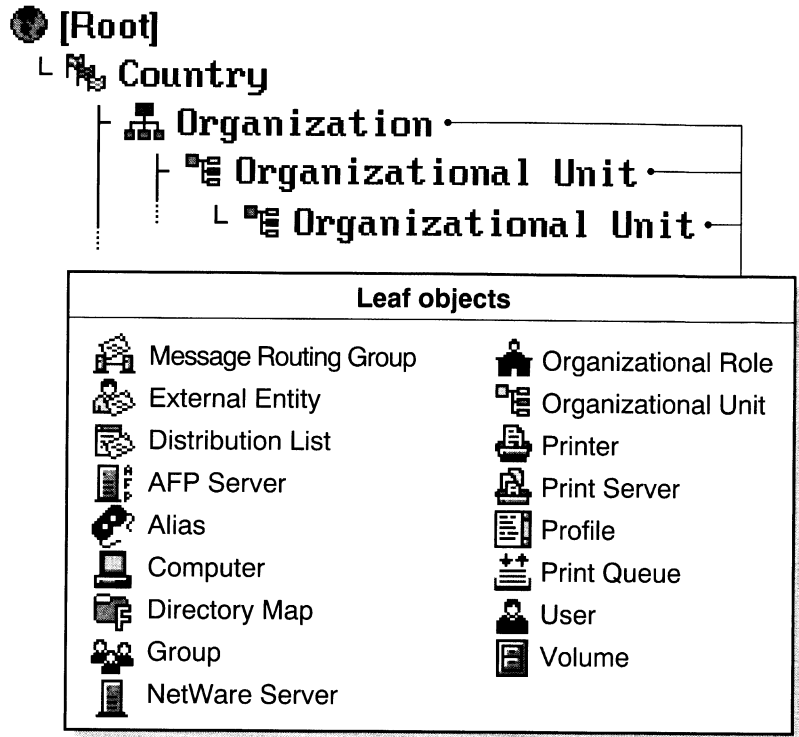 [Root]
Country
Organization
Organizational Unit
Organizational Unit
Leaf objects
Message Routing Group
External Entity
Distribution List
AFP Server
Alias
Computer
Directory Map
Group
NetWare Server
Organizational Role
Organizational Unit
Printer
Print Server
Profile
Print Queue
User
Volume